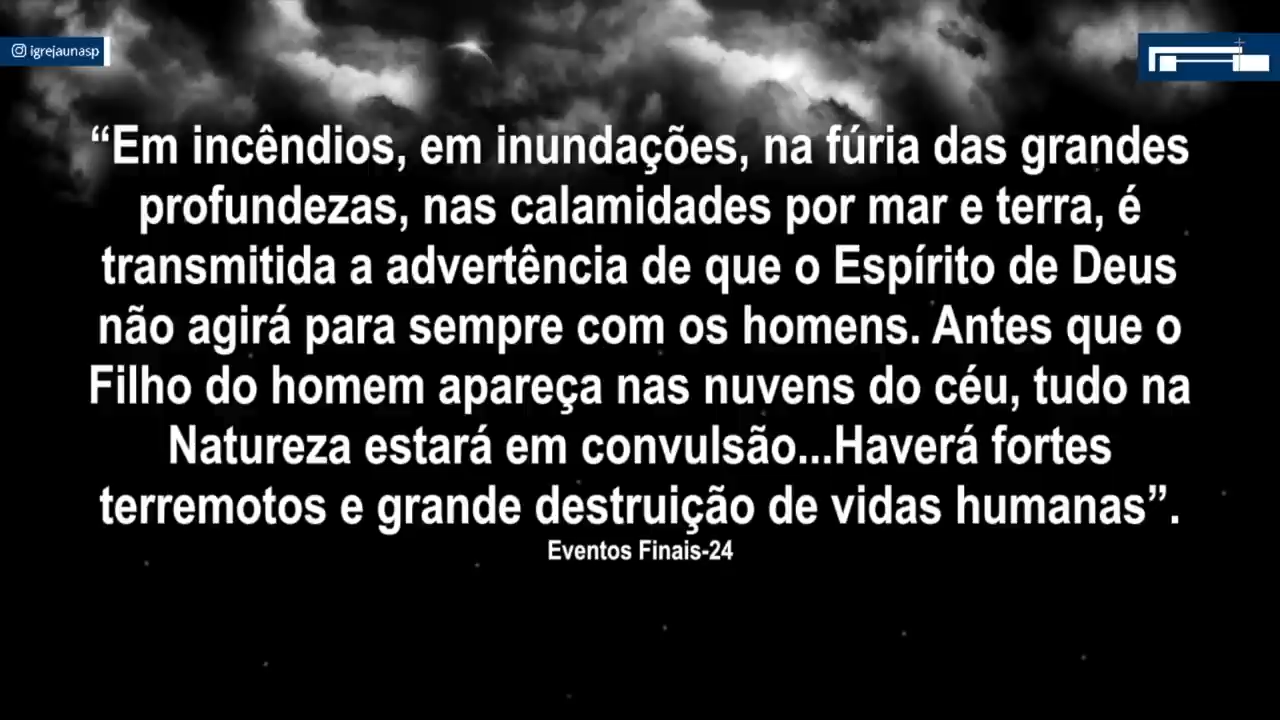 igrejaunasp
“Em incêndios, em inundações, na fúria das grandes
profundezas, nas calamidades por mar e terra, é
transmitida a advertência de que o Espírito de Deus
não agirá para sempre com os homens. Antes que o
Filho do homem apareça nas nuvens do céu, tudo na
Natureza estará em convulsão...Haverá fortes
terremotos e grande destruição de vidas humanas”.
Eventos Finais-24